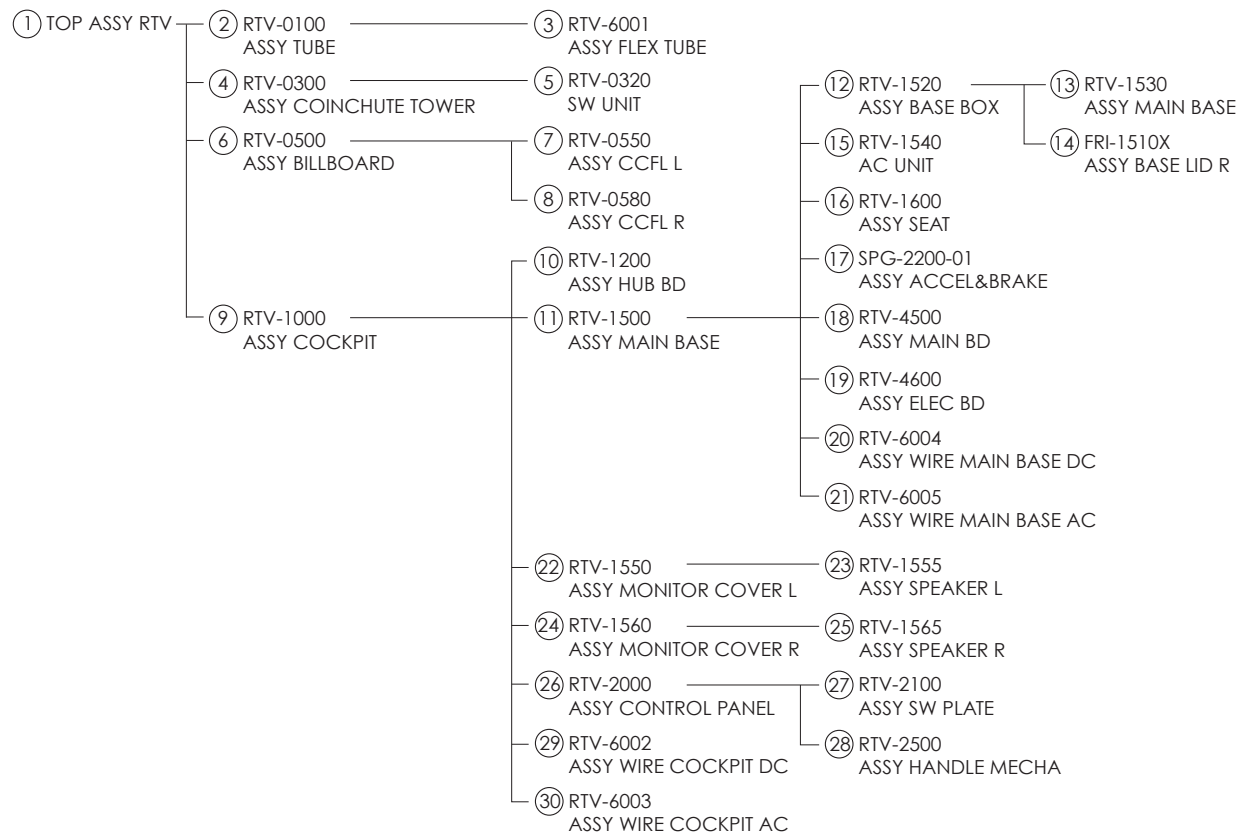 1 TOP ASSY RTV
2 RTV-0100
ASSY TUBE
3 RTV-6001
ASSY FLEX TUBE
4 RTV-0300
ASSY COINCHUTE TOWER
5 RTV-0320
SW UNIT
6 RTV-0500
ASSY BILLBOARD
7 RTV-0550
ASSY CCFL L
8 RTV-0580
ASSY CCFL R
9 RTV-1000
ASSY COCKPIT
10 RTV-1200
ASSY HUB BD
11 RTV-1500
ASSY MAIN BASE
12 RTV-1520
ASSY BASE BOX
13 RTV-1530
ASSY MAIN BASE
14 FRI-1510X
ASSY BASE LID R
15 RTV-1540
AC UNIT
16 RTV-1600
ASSY SEAT
17 SPG-2200-01
ASSY ACCEL&BRAKE
18 RTV-4500
ASSY MAIN BD
19 RTV-4600
ASSY ELEC BD
20 RTV-6004
ASSY WIRE MAIN BASE DC
21 RTV-6005
ASSY WIRE MAIN BASE AC
22 RTV-1550
ASSY MONITOR COVER L
23 RTV-1555
ASSY SPEAKER L
24 RTV-1560
ASSY MONITOR COVER R
25 RTV-1565
ASSY SPEAKER R
26 RTV-2000
ASSY CONTROL PANEL
27 RTV-2100
ASSY SW PLATE
28 RTV-2500
ASSY HANDLE MECHA
29 RTV-6002
ASSY WIRE COCKPIT DC
30 RTV-6003
ASSY WIRE COCKPIT AC